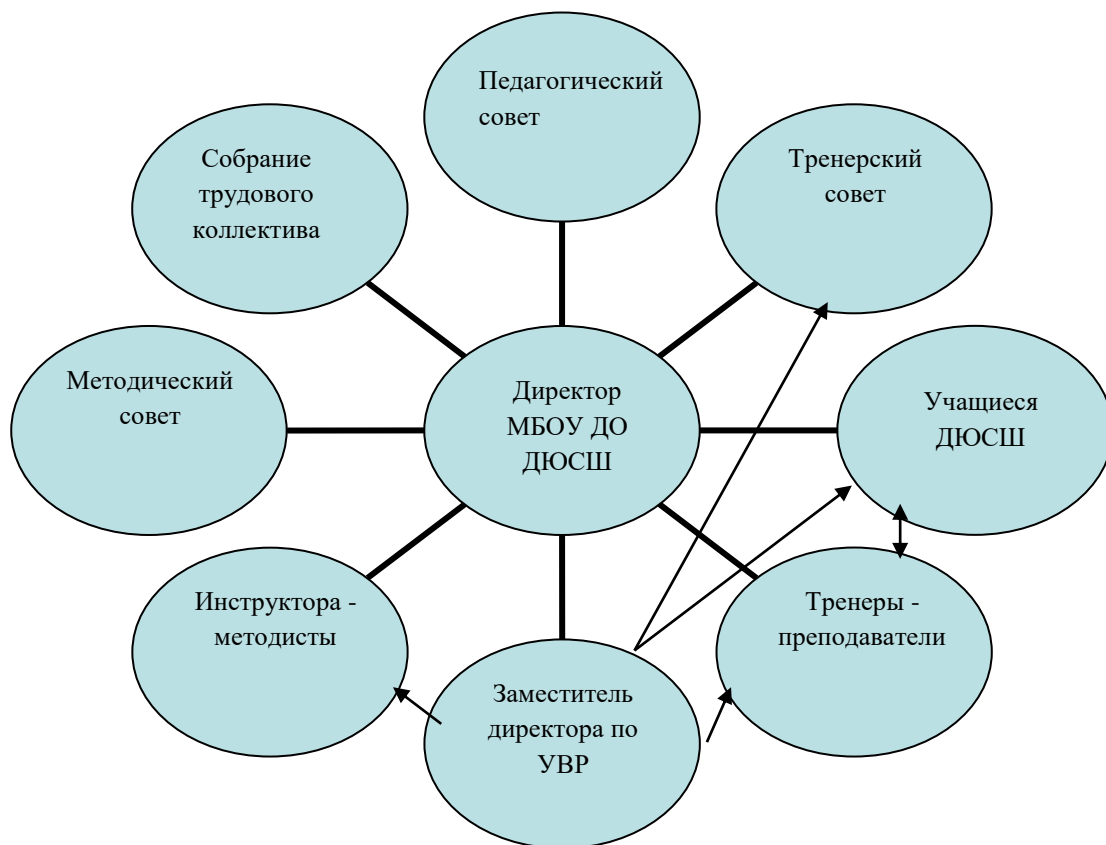 Педагогический
совет
Собрание
трудового
коллектива
Тренерский
совет
Методический
совет
Директор
МБОУ ДО
ДЮСШ
Учащиеся
ДЮСШ
Инструктора -
методисты
Заместитель
директора по
УВР
Тренеры -
преподаватели